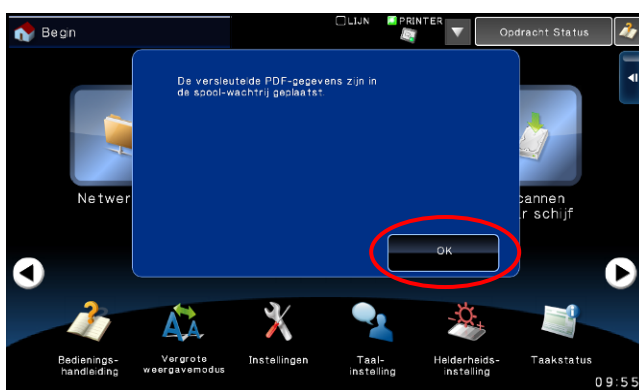 Begin
LIJN
PRINTER
Opdracht Status
De versleutelde PDF-gegevens zijn in
de spool-wachtrij geplaatst.
Netwer
cannen
r schijf
OK
Bedienings-
handleiding
Vergrote
weergavemodus
Instellingen
Taal-
instelling
Helderheids-
instelling
Taakstatus
09:55